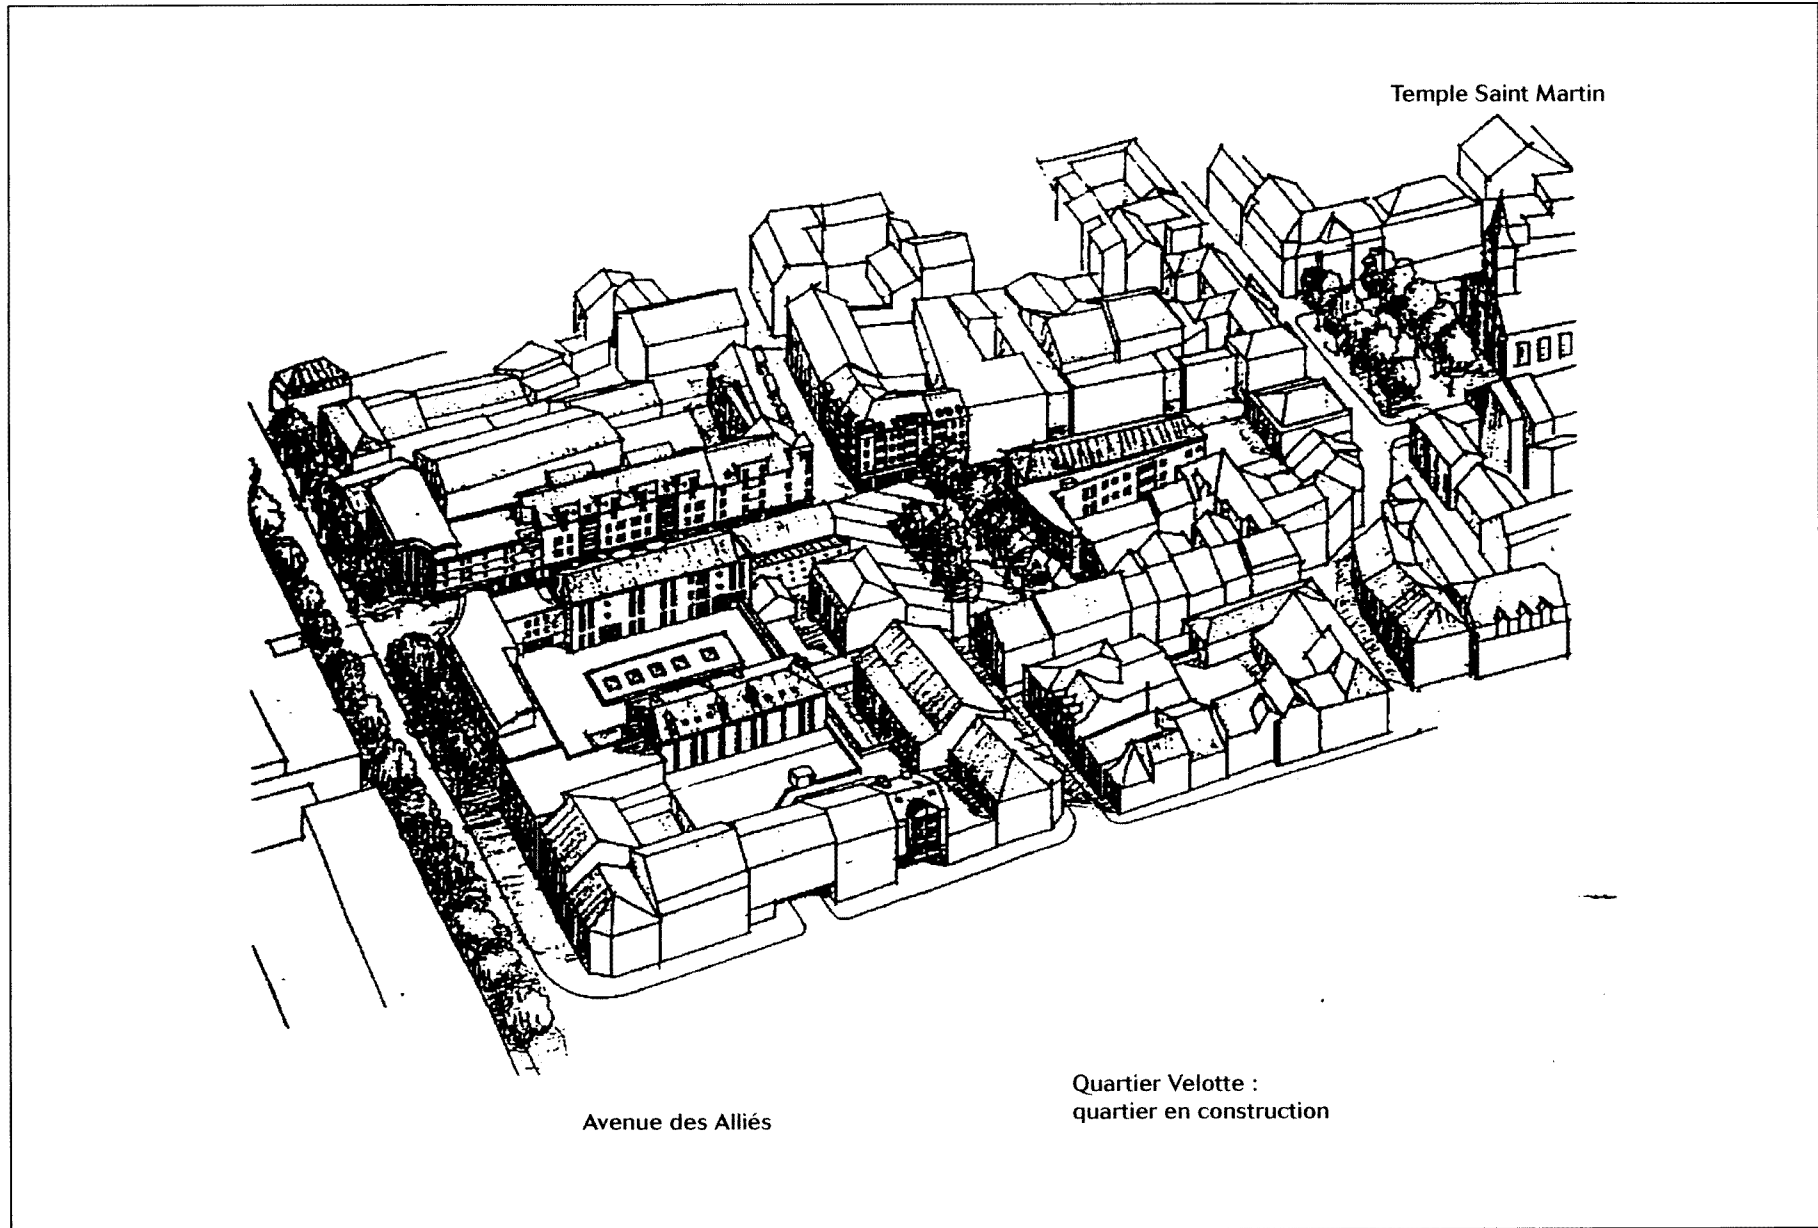 Temple Saint Martin
Avenue des Alliés
Quartier Velotte :
quartier en construction